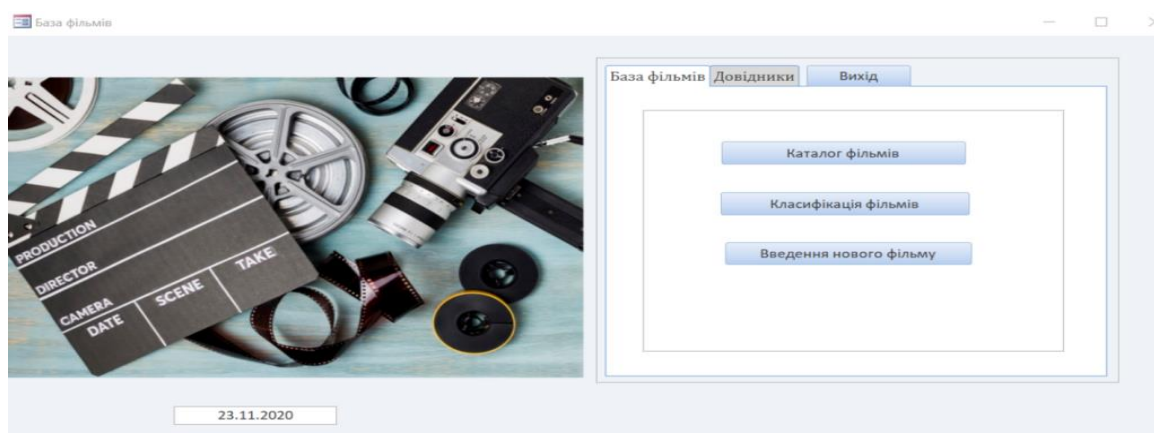 База фільмів
База фільмів Довідники Вихід
Каталог фільмів
Класифікація фільмів
Введення нового фільму
PRODUCTION
DIRECTOR
CAMERA
DATE SCENE TAKE
23.11.2020